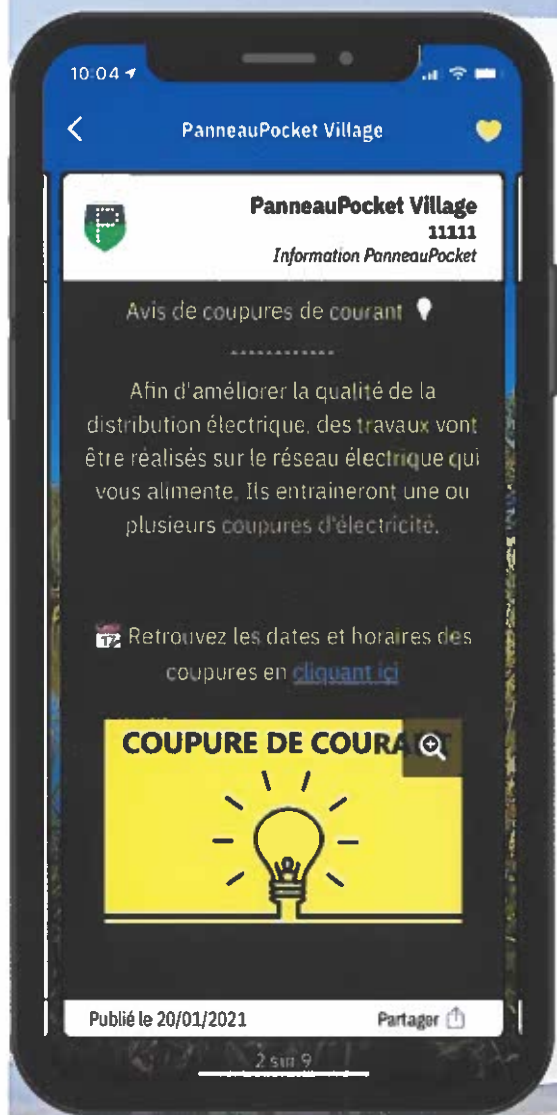 10:04
PanneauPocket Village
PanneauPocket Village
11111
Information PanneauPocket
Avis de coupures de courant
------------
Afin d'améliorer la qualité de la
distribution électrique, des travaux vont
être réalisés sur le réseau électrique qui
vous alimente. Ils entraineront une ou
plusieurs coupures d'électricité.
17 Retrouvez les dates et horaires des
coupures en cliquant ici
COUPURE DE COURANT
Publié le 20/01/2021
Partager
2 sur 9